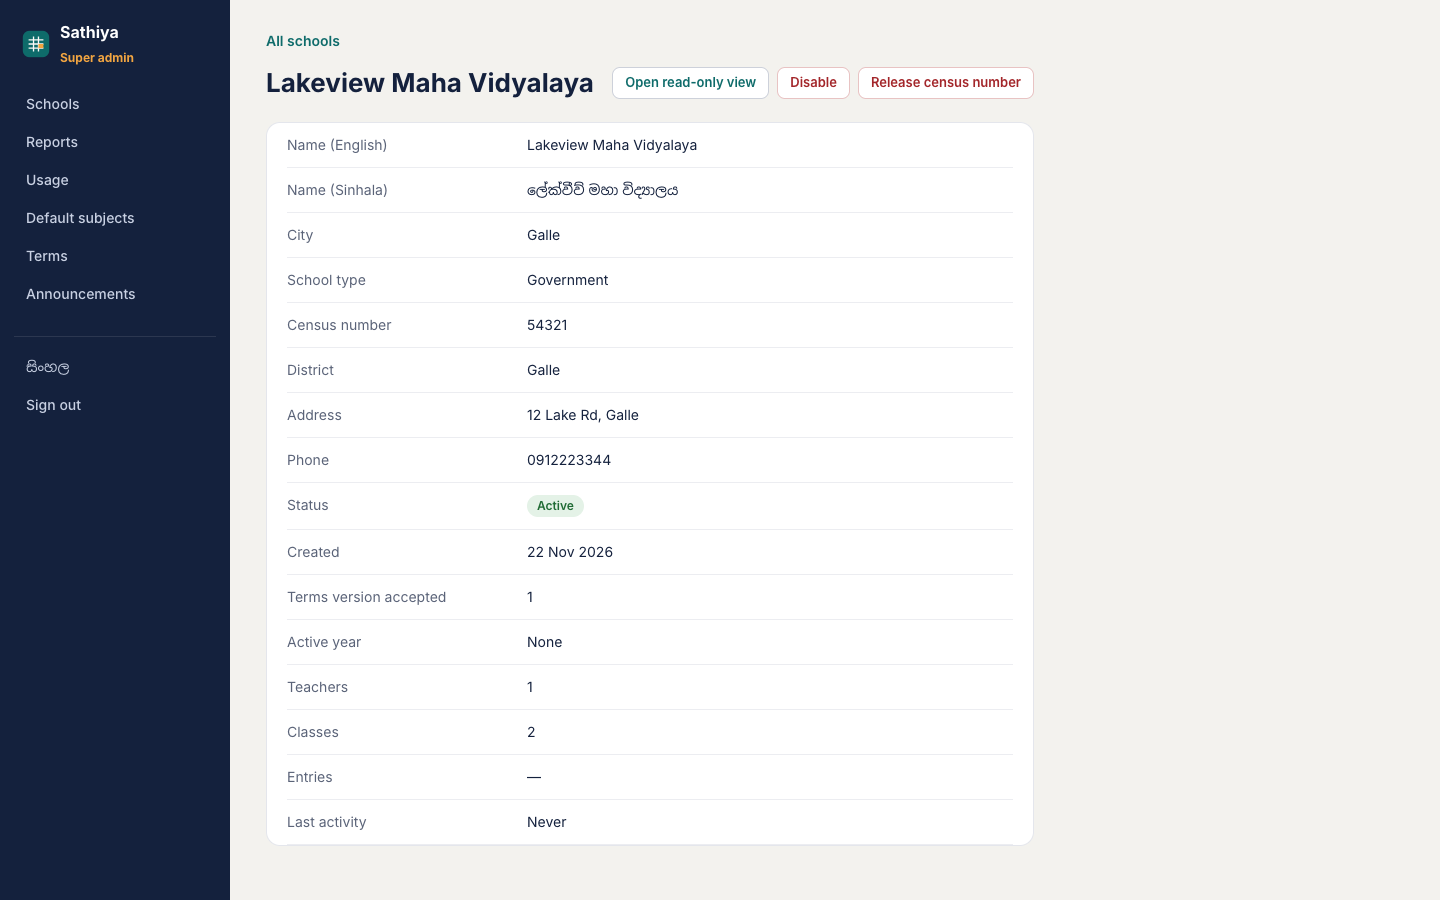 Sathiya
Super admin
Schools
Reports
Usage
Default subjects
Terms
Announcements
සිංහල
Sign out
All schools
Lakeview Maha Vidyalaya
Open read-only view
Disable
Release census number
Name (English) Lakeview Maha Vidyalaya
Name (Sinhala) ලේක්වීව් මහා විද්‍යාලය
City Galle
School type Government
Census number 54321
District Galle
Address 12 Lake Rd, Galle
Phone 0912223344
Status Active
Created 22 Nov 2026
Terms version accepted 1
Active year None
Teachers 1
Classes 2
Entries —
Last activity Never